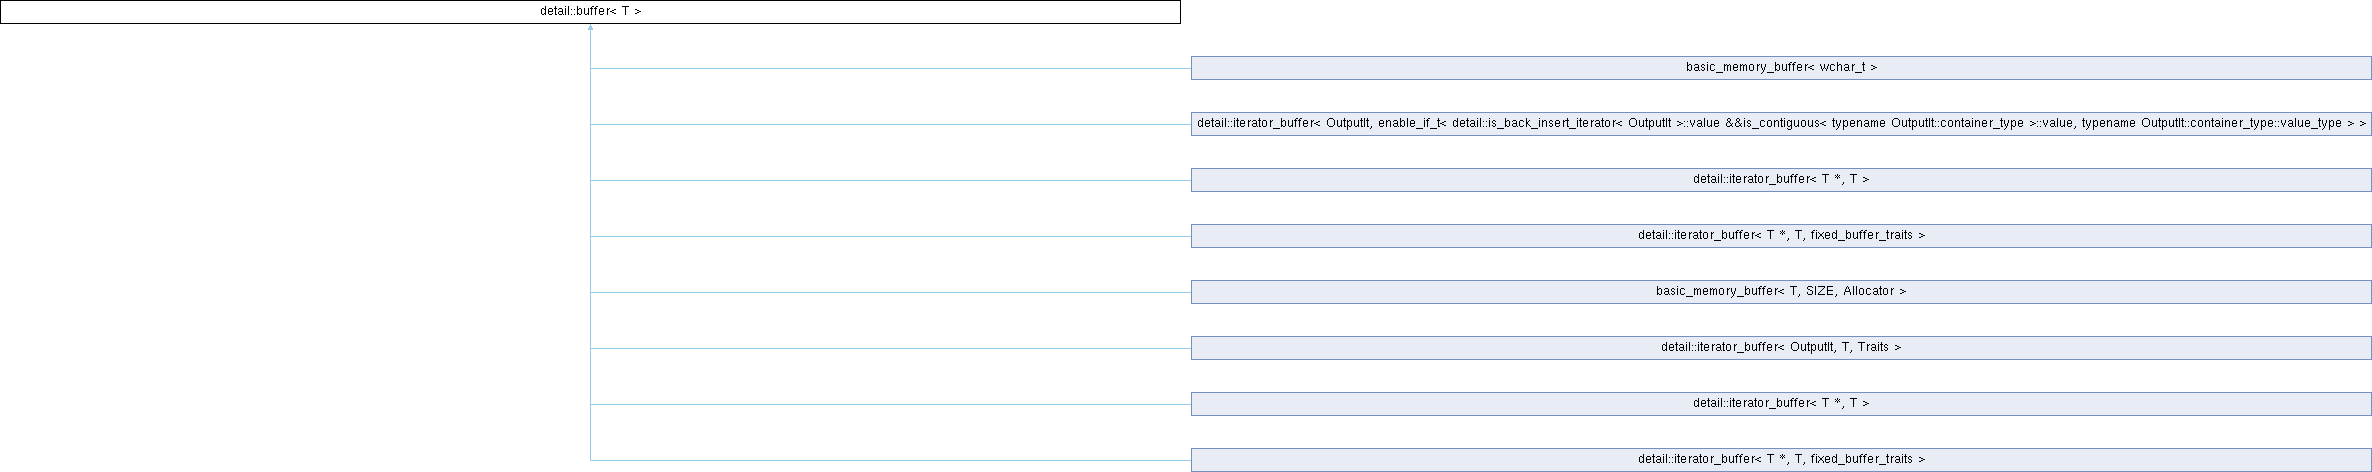 detail::buffer< T >
basic_memory_buffer< wchar_t >
detail::iterator_buffer< OutputIt, enable_if_t< detail::is_back_insert_iterator< OutputIt >::value &&is_contiguous< typename OutputIt::container_type >::value, typename OutputIt::container_type::value_type > >
detail::iterator_buffer< T *, T >
detail::iterator_buffer< T *, T, fixed_buffer_traits >
basic_memory_buffer< T, SIZE, Allocator >
detail::iterator_buffer< OutputIt, T, Traits >
detail::iterator_buffer< T *, T >
detail::iterator_buffer< T *, T, fixed_buffer_traits >